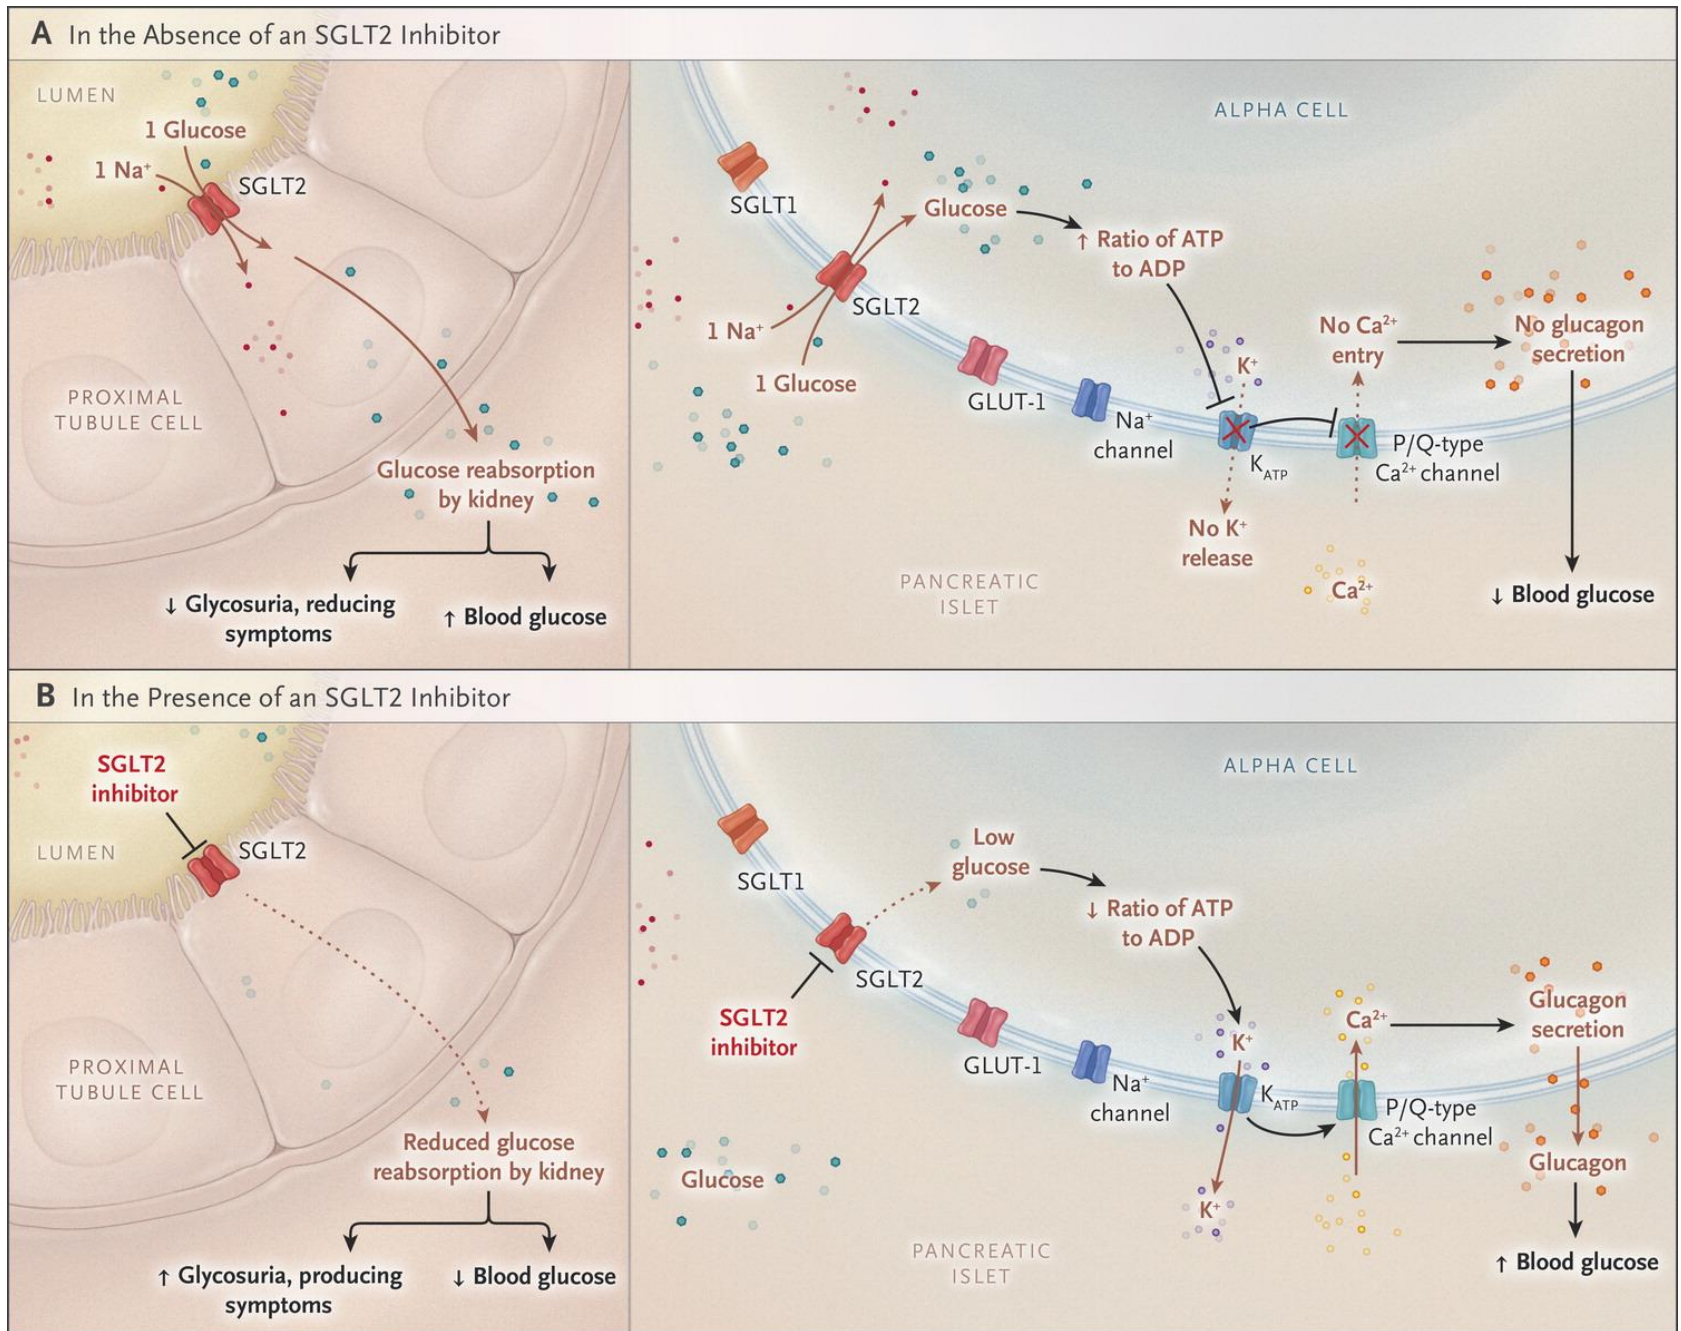 A In the Absence of an SGLT2 Inhibitor
LUMEN
1 Glucose
1 Na⁺
SGLT2
PROXIMAL
TUBULE CELL
Glucose reabsorption
by kidney
↓ Glycosuria, reducing
symptoms
↑ Blood glucose
ALPHA CELL
SGLT1
Glucose
↑ Ratio of ATP
to ADP
SGLT2
1 Na⁺
1 Glucose
GLUT-1
Na⁺
channel
K⁺
K_ATP
No K⁺
release
No Ca²⁺
entry
P/Q-type
Ca²⁺ channel
Ca²⁺
No glucagon
secretion
↓ Blood glucose
PANCREATIC
ISLET
B In the Presence of an SGLT2 Inhibitor
SGLT2
inhibitor
LUMEN
SGLT2
PROXIMAL
TUBULE CELL
Reduced glucose
reabsorption by kidney
↑ Glycosuria, producing
symptoms
↓ Blood glucose
ALPHA CELL
SGLT1
Low
glucose
↓ Ratio of ATP
to ADP
SGLT2
SGLT2
inhibitor
GLUT-1
Na⁺
channel
K⁺
K_ATP
K⁺
Ca²⁺
P/Q-type
Ca²⁺ channel
Glucagon
secretion
Glucagon
↑ Blood glucose
Glucose
PANCREATIC
ISLET